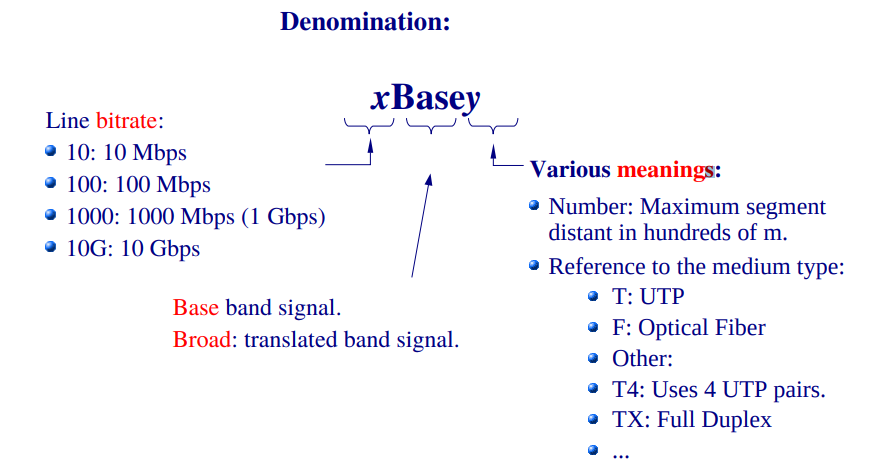 Denomination:
xBasey
Line bitrate:
10: 10 Mbps
100: 100 Mbps
1000: 1000 Mbps (1 Gbps)
10G: 10 Gbps
Base band signal.
Broad: translated band signal.
Various meanings:
Number: Maximum segment
distant in hundreds of m.
Reference to the medium type:
T: UTP
F: Optical Fiber
Other:
T4: Uses 4 UTP pairs.
TX: Full Duplex
...